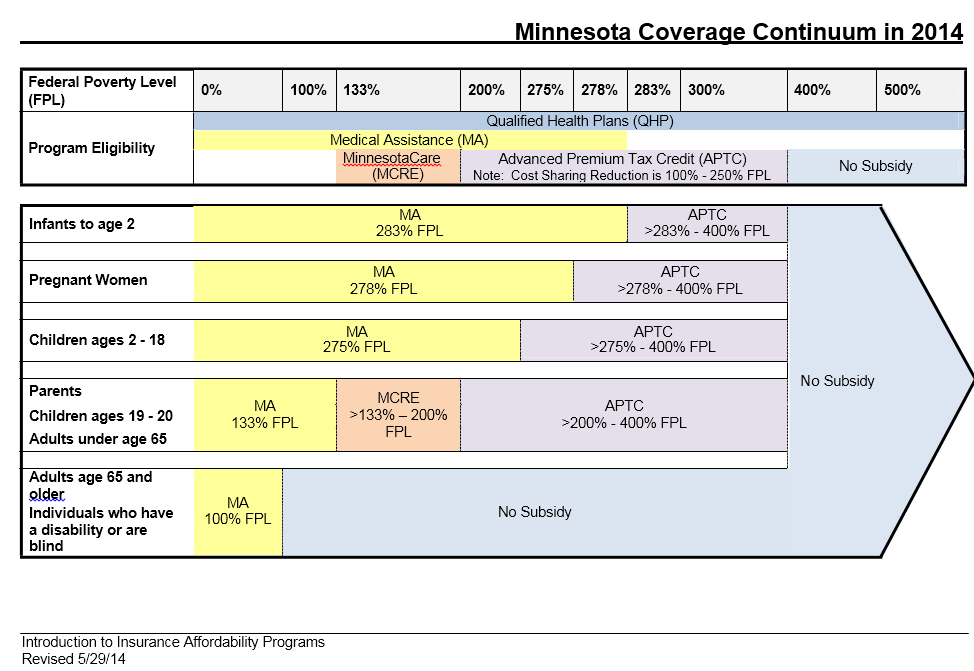 Minnesota Coverage Continuum in 2014
Federal Poverty Level
(FPL)
0%
100%
133%
200%
275%
278%
283%
300%
400%
500%
Program Eligibility
Qualified Health Plans (QHP)
Medical Assistance (MA)
MinnesotaCare
(MCRE)
Advanced Premium Tax Credit (APTC)
Note:  Cost Sharing Reduction is 100% - 250% FPL
No Subsidy
Infants to age 2
MA
283% FPL
APTC
>283% - 400% FPL
Pregnant Women
MA
278% FPL
APTC
>278% - 400% FPL
Children ages 2 - 18
MA
275% FPL
APTC
>275% - 400% FPL
No Subsidy
Parents
Children ages 19 - 20
Adults under age 65
MA
133% FPL
MCRE
>133% – 200%
FPL
APTC
>200% - 400% FPL
Adults age 65 and
older
Individuals who have
a disability or are
blind
MA
100% FPL
No Subsidy
Introduction to Insurance Affordability Programs
Revised 5/29/14